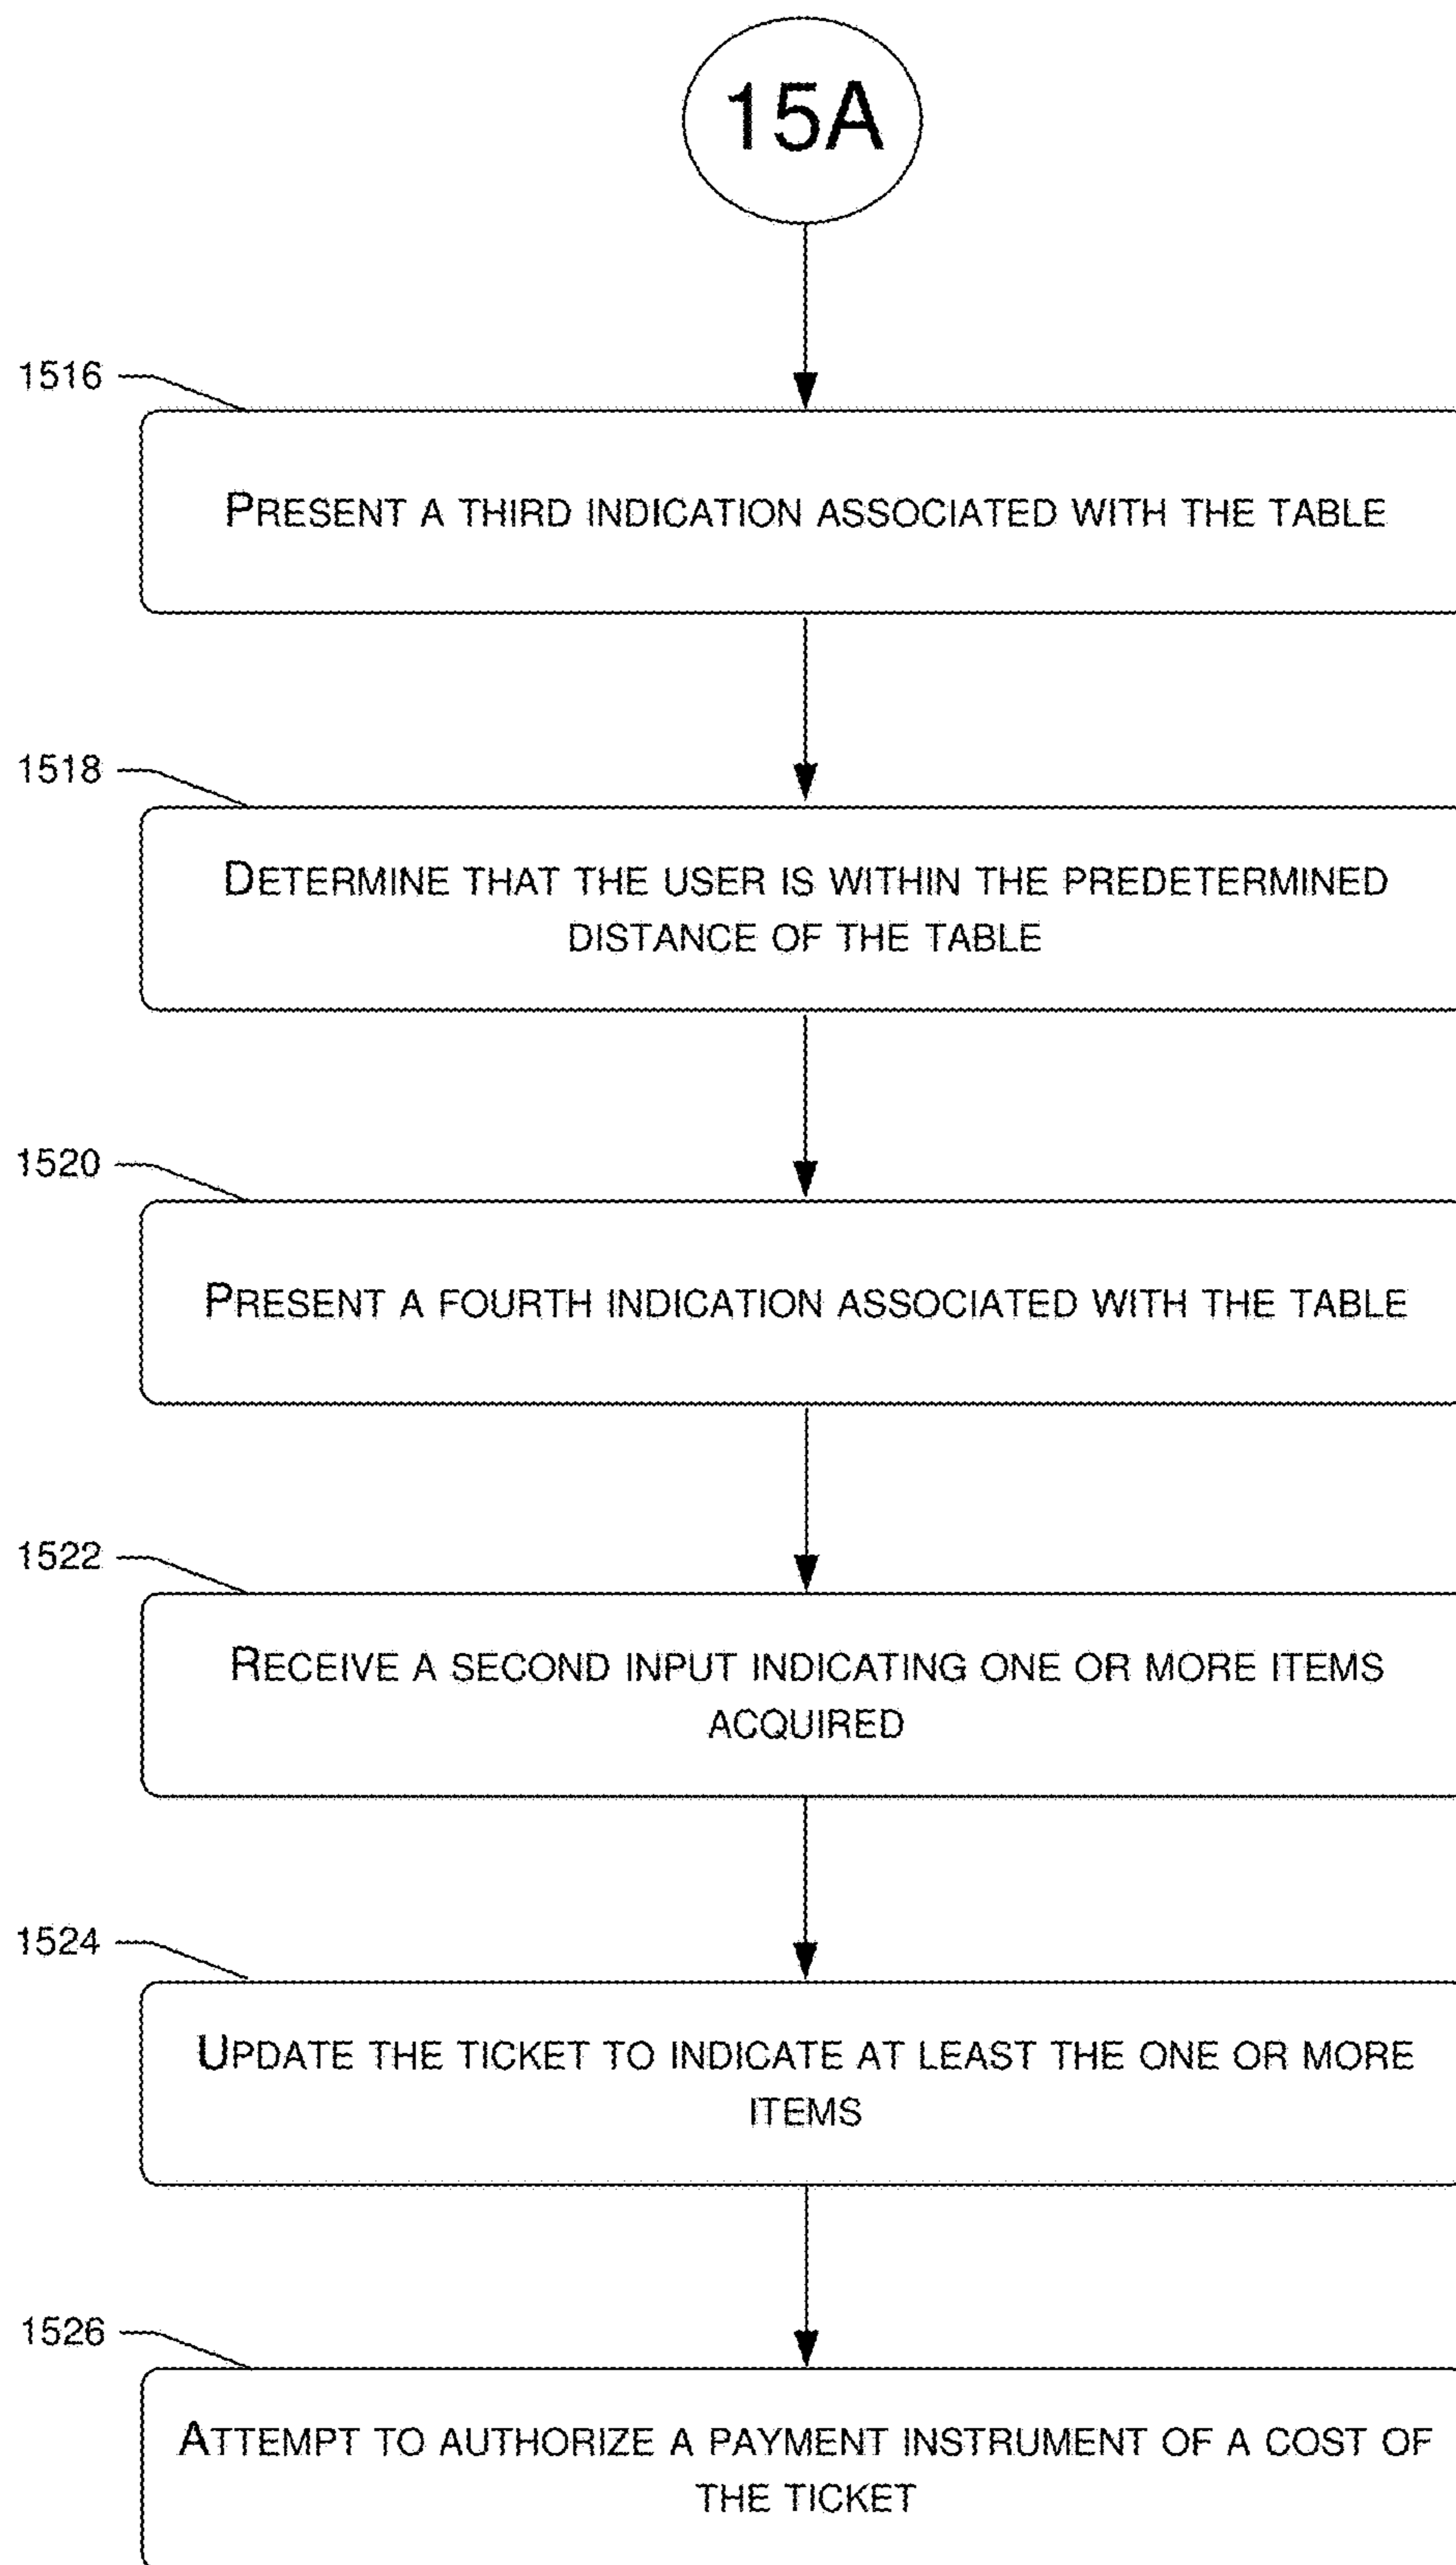 15A
1516
PRESENT A THIRD INDICATION ASSOCIATED WITH THE TABLE
1518
DETERMINE THAT THE USER IS WITHIN THE PREDETERMINED
DISTANCE OF THE TABLE
1520
PRESENT A FOURTH INDICATION ASSOCIATED WITH THE TABLE
1522
RECEIVE A SECOND INPUT INDICATING ONE OR MORE ITEMS
ACQUIRED
1524
UPDATE THE TICKET TO INDICATE AT LEAST THE ONE OR MORE
ITEMS
1526
ATTEMPT TO AUTHORIZE A PAYMENT INSTRUMENT OF A COST OF
THE TICKET